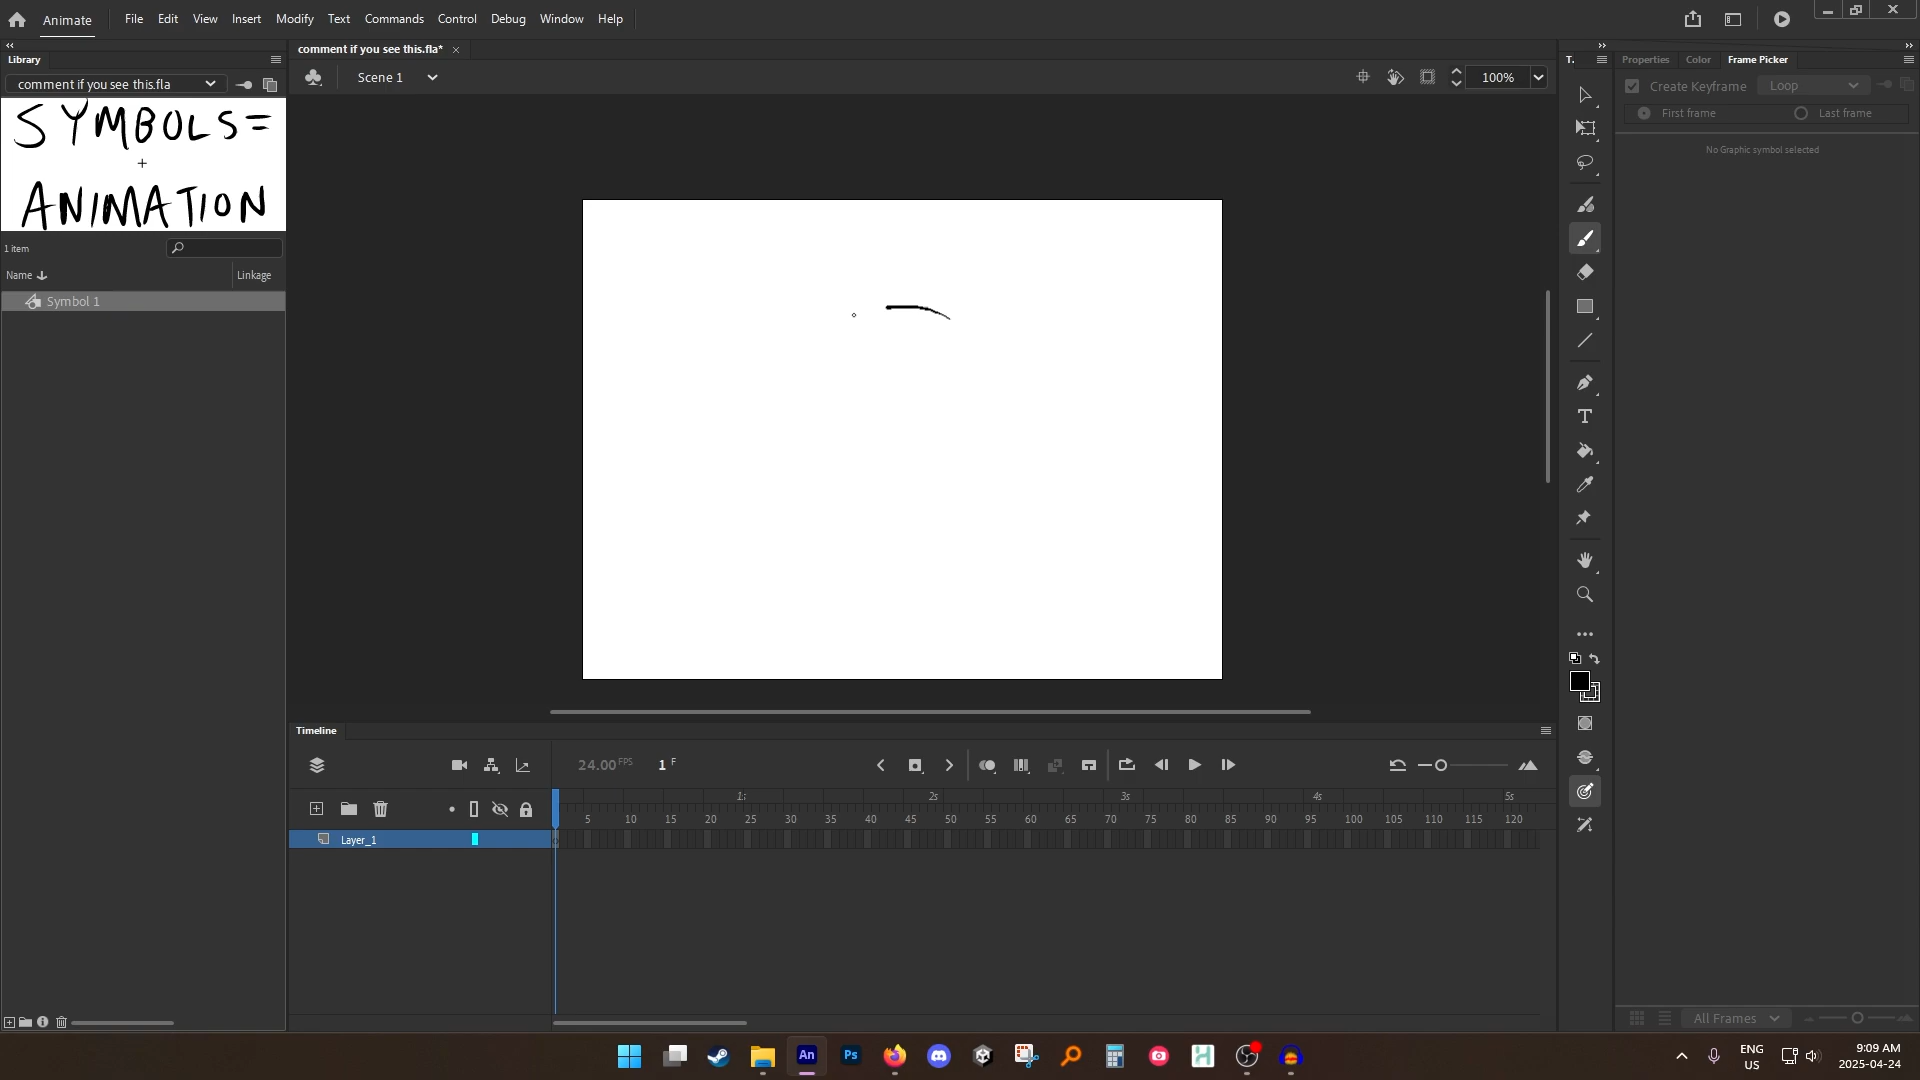 Animate File Edit View Insert Modify Text Commands Control Debug Window Help
Library
comment if you see this.fla* ×
T.
Properties Color Frame Picker
comment if you see this.fla
Scene 1
100%
Create Keyframe Loop
First frame Last frame
No Graphic symbol selected
SYMBOLS=
ANIMATION
1 item
Name Linkage
Symbol 1
Timeline
24.00 FPS 1 F
2s 3s 4s 5s
5 10 15 20 25 30 35 40 45 50 55 60 65 70 75 80 85 90 95 100 105 110 115 120
Layer_1
All Frames
An Ps
ENG
US
9:09 AM
2025-04-24